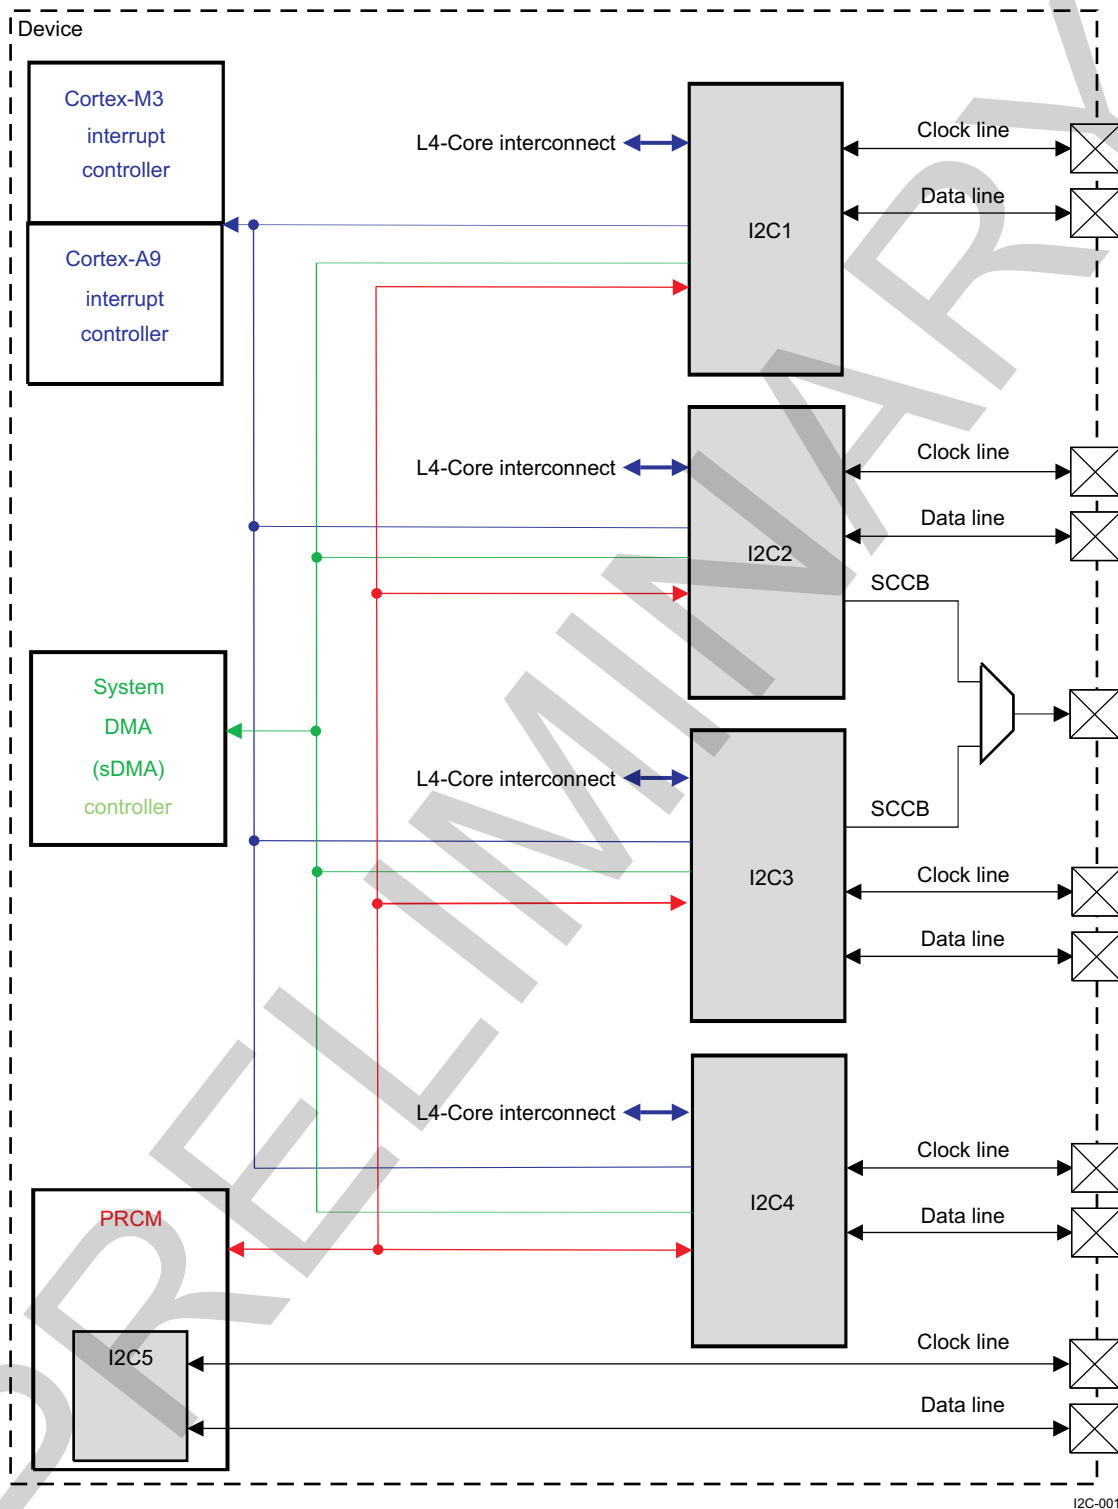 Device
Cortex-M3
interrupt
controller
Cortex-A9
interrupt
controller
L4-Core interconnect
I2C1
Clock line
Data line
L4-Core interconnect
I2C2
Clock line
Data line
SCCB
System
DMA
(sDMA)
controller
L4-Core interconnect
I2C3
SCCB
Clock line
Data line
L4-Core interconnect
I2C4
Clock line
Data line
PRCM
I2C5
Clock line
Data line
PRELIMINARY
I2C-001